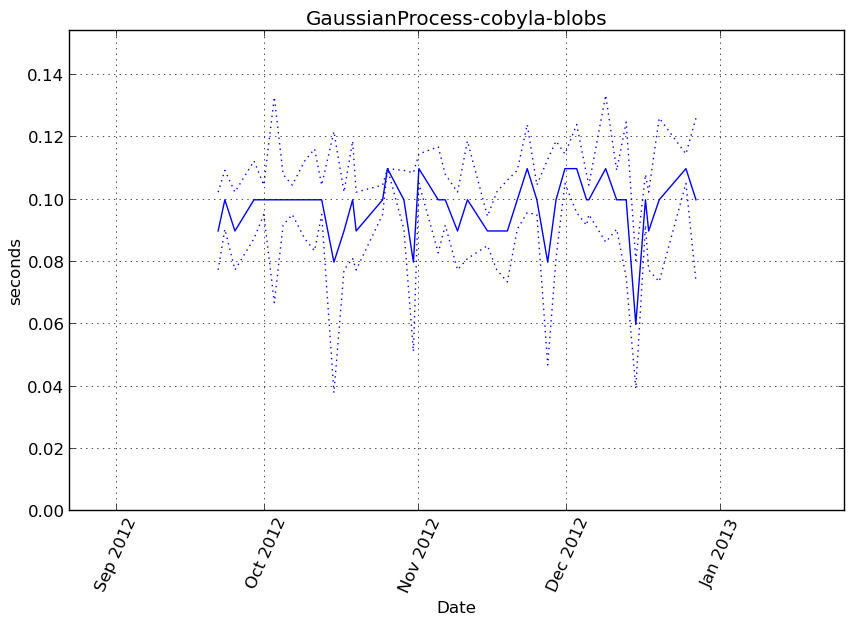 GaussianProcess-cobyla-blobs
seconds
0.14
0.12
0.10
0.08
0.06
0.04
0.02
0.00
Sep 2012
Oct 2012
Nov 2012
Dec 2012
Jan 2013
Date